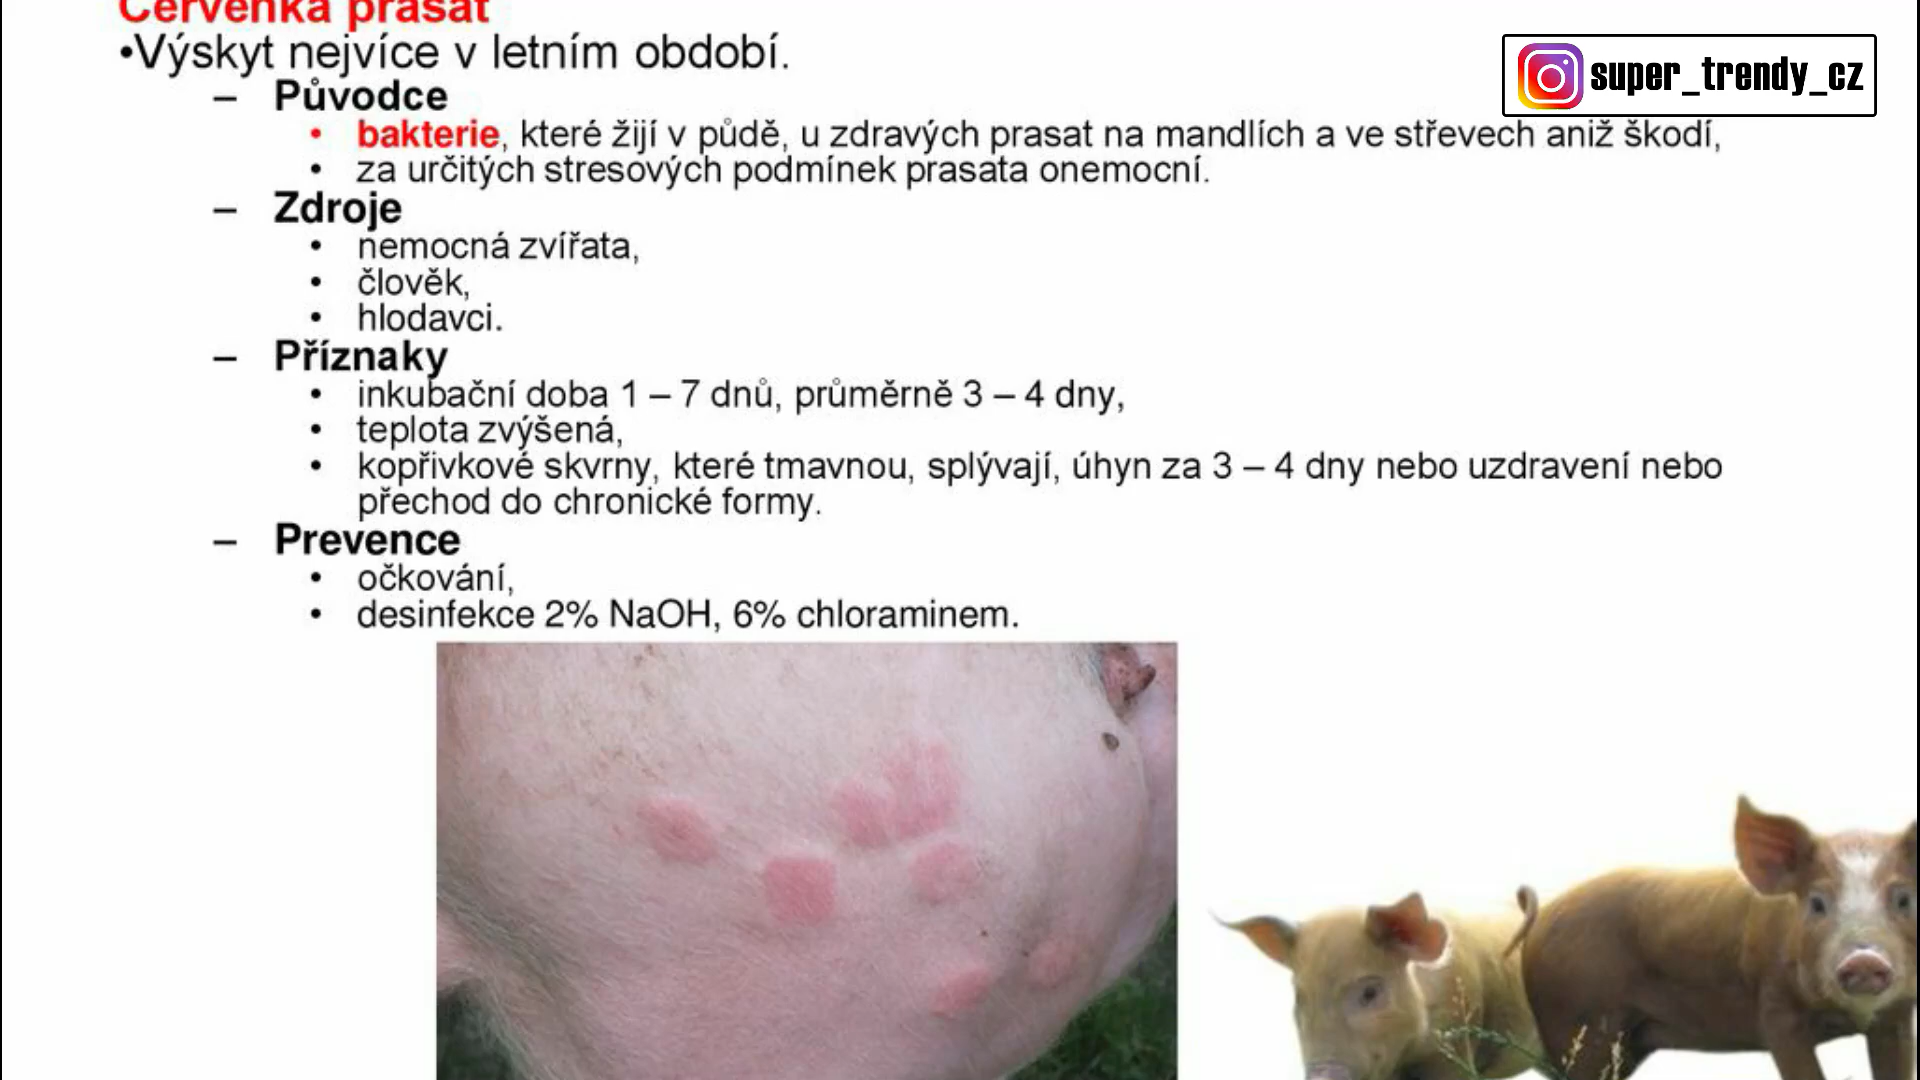 Červenka prasat
•Výskyt nejvíce v letním období.
– Původce
• bakterie, které žijí v půdě, u zdravých prasat na mandlích a ve střevech aniž škodí,
• za určitých stresových podmínek prasata onemocní.
– Zdroje
• nemocná zvířata,
• člověk,
• hlodavci.
– Příznaky
• inkubační doba 1 – 7 dnů, průměrně 3 – 4 dny,
• teplota zvýšená,
• kopřivkové skvrny, které tmavnou, splývají, úhyn za 3 – 4 dny nebo uzdravení nebo
přechod do chronické formy.
– Prevence
• očkování,
• desinfekce 2% NaOH, 6% chloraminem.
super_trendy_cz